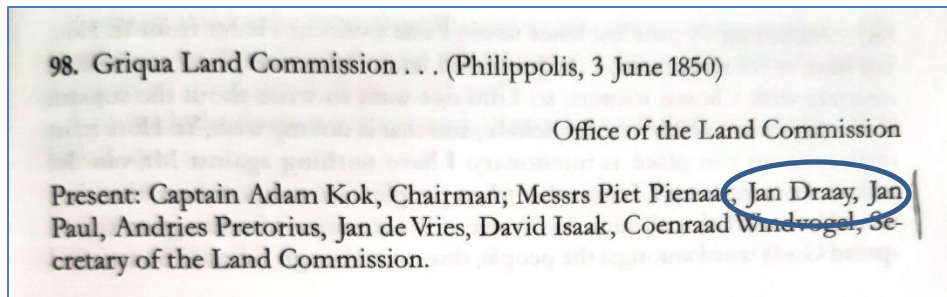 98. Griqua Land Commission . . . (Philippolis, 3 June 1850)
Office of the Land Commission
Present: Captain Adam Kok, Chairman; Messrs Piet Pienaar, Jan Draay, Jan
Paul, Andries Pretorius, Jan de Vries, David Isaak, Coenraad Windvogel, Se-
cretary of the Land Commission.